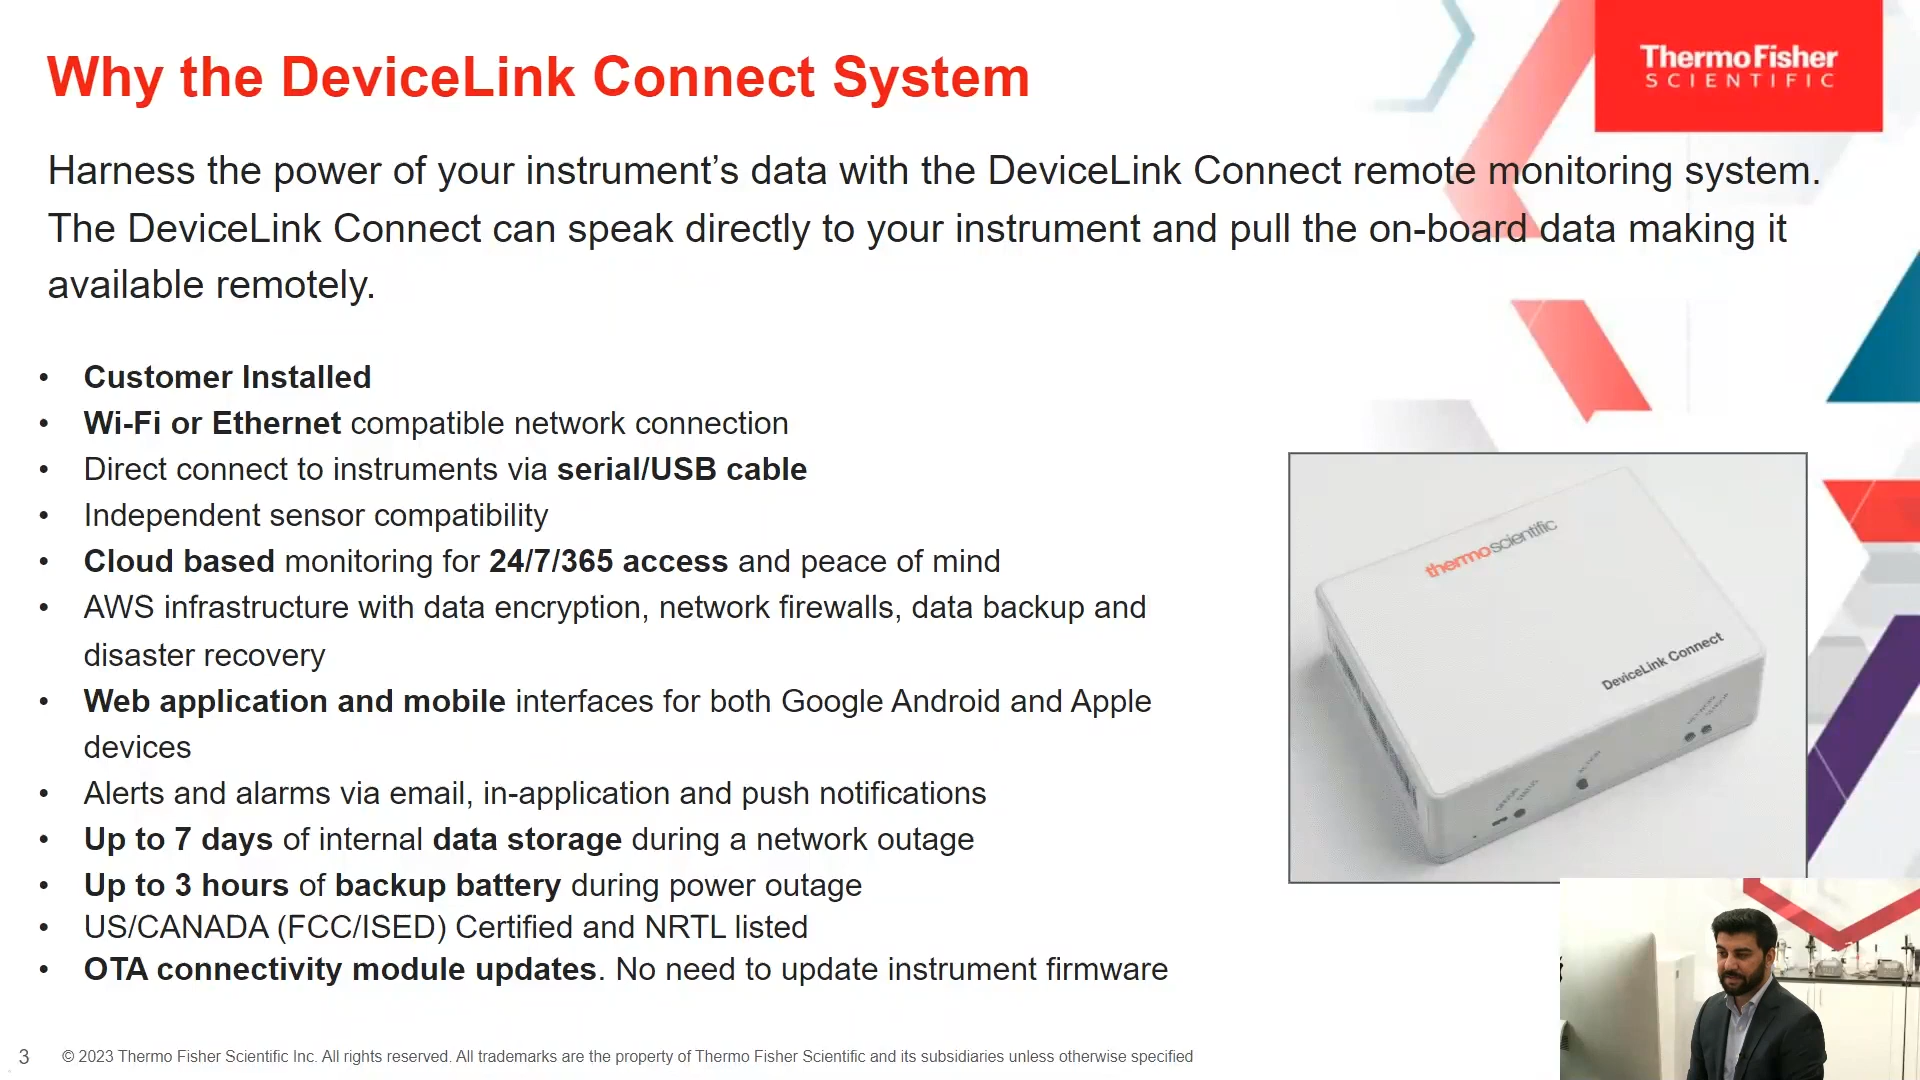 Why the DeviceLink Connect System
ThermoFisher
SCIENTIFIC
Harness the power of your instrument’s data with the DeviceLink Connect remote monitoring system.
The DeviceLink Connect can speak directly to your instrument and pull the on-board data making it
available remotely.
• Customer Installed
• Wi-Fi or Ethernet compatible network connection
• Direct connect to instruments via serial/USB cable
• Independent sensor compatibility
• Cloud based monitoring for 24/7/365 access and peace of mind
• AWS infrastructure with data encryption, network firewalls, data backup and
disaster recovery
• Web application and mobile interfaces for both Google Android and Apple
devices
• Alerts and alarms via email, in-application and push notifications
• Up to 7 days of internal data storage during a network outage
• Up to 3 hours of backup battery during power outage
• US/CANADA (FCC/ISED) Certified and NRTL listed
• OTA connectivity module updates. No need to update instrument firmware
thermoscientific
DeviceLink Connect
3 © 2023 Thermo Fisher Scientific Inc. All rights reserved. All trademarks are the property of Thermo Fisher Scientific and its subsidiaries unless otherwise specified